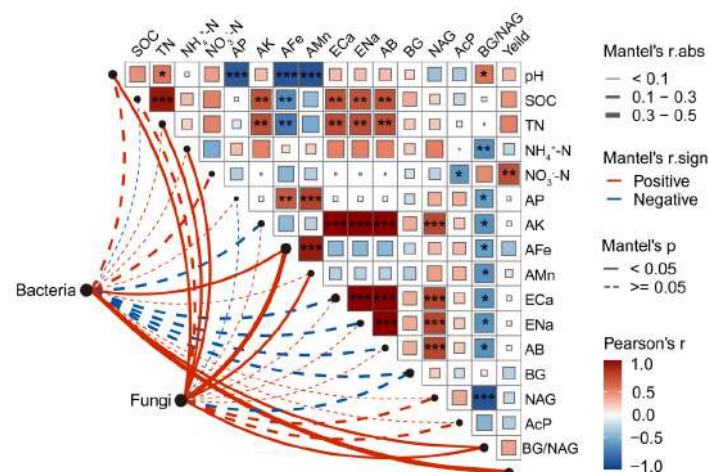 SOC TN NH₄⁺-N NO₃⁻-N AP AK AFe AMn ECa ENa AB BG NAG AcP BG/NAG Yeild
* *** *** *** * pH
*** ** ** ** ** ** SOC
** ** ** ** ** TN
** NH₄⁺-N
* ** NO₃⁻-N
** *** * AP
*** *** *** *** * AK
*** * AFe
* AMn
*** *** *** * ECa
*** *** * ENa
*** * AB
BG
*** NAG
AcP
BG/NAG
Bacteria
Fungi
Mantel's r.abs
< 0.1
0.1 − 0.3
0.3 − 0.5
Mantel's r.sign
Positive
Negative
Mantel's p
< 0.05
>= 0.05
Pearson's r
1.0
0.5
0.0
−0.5
−1.0